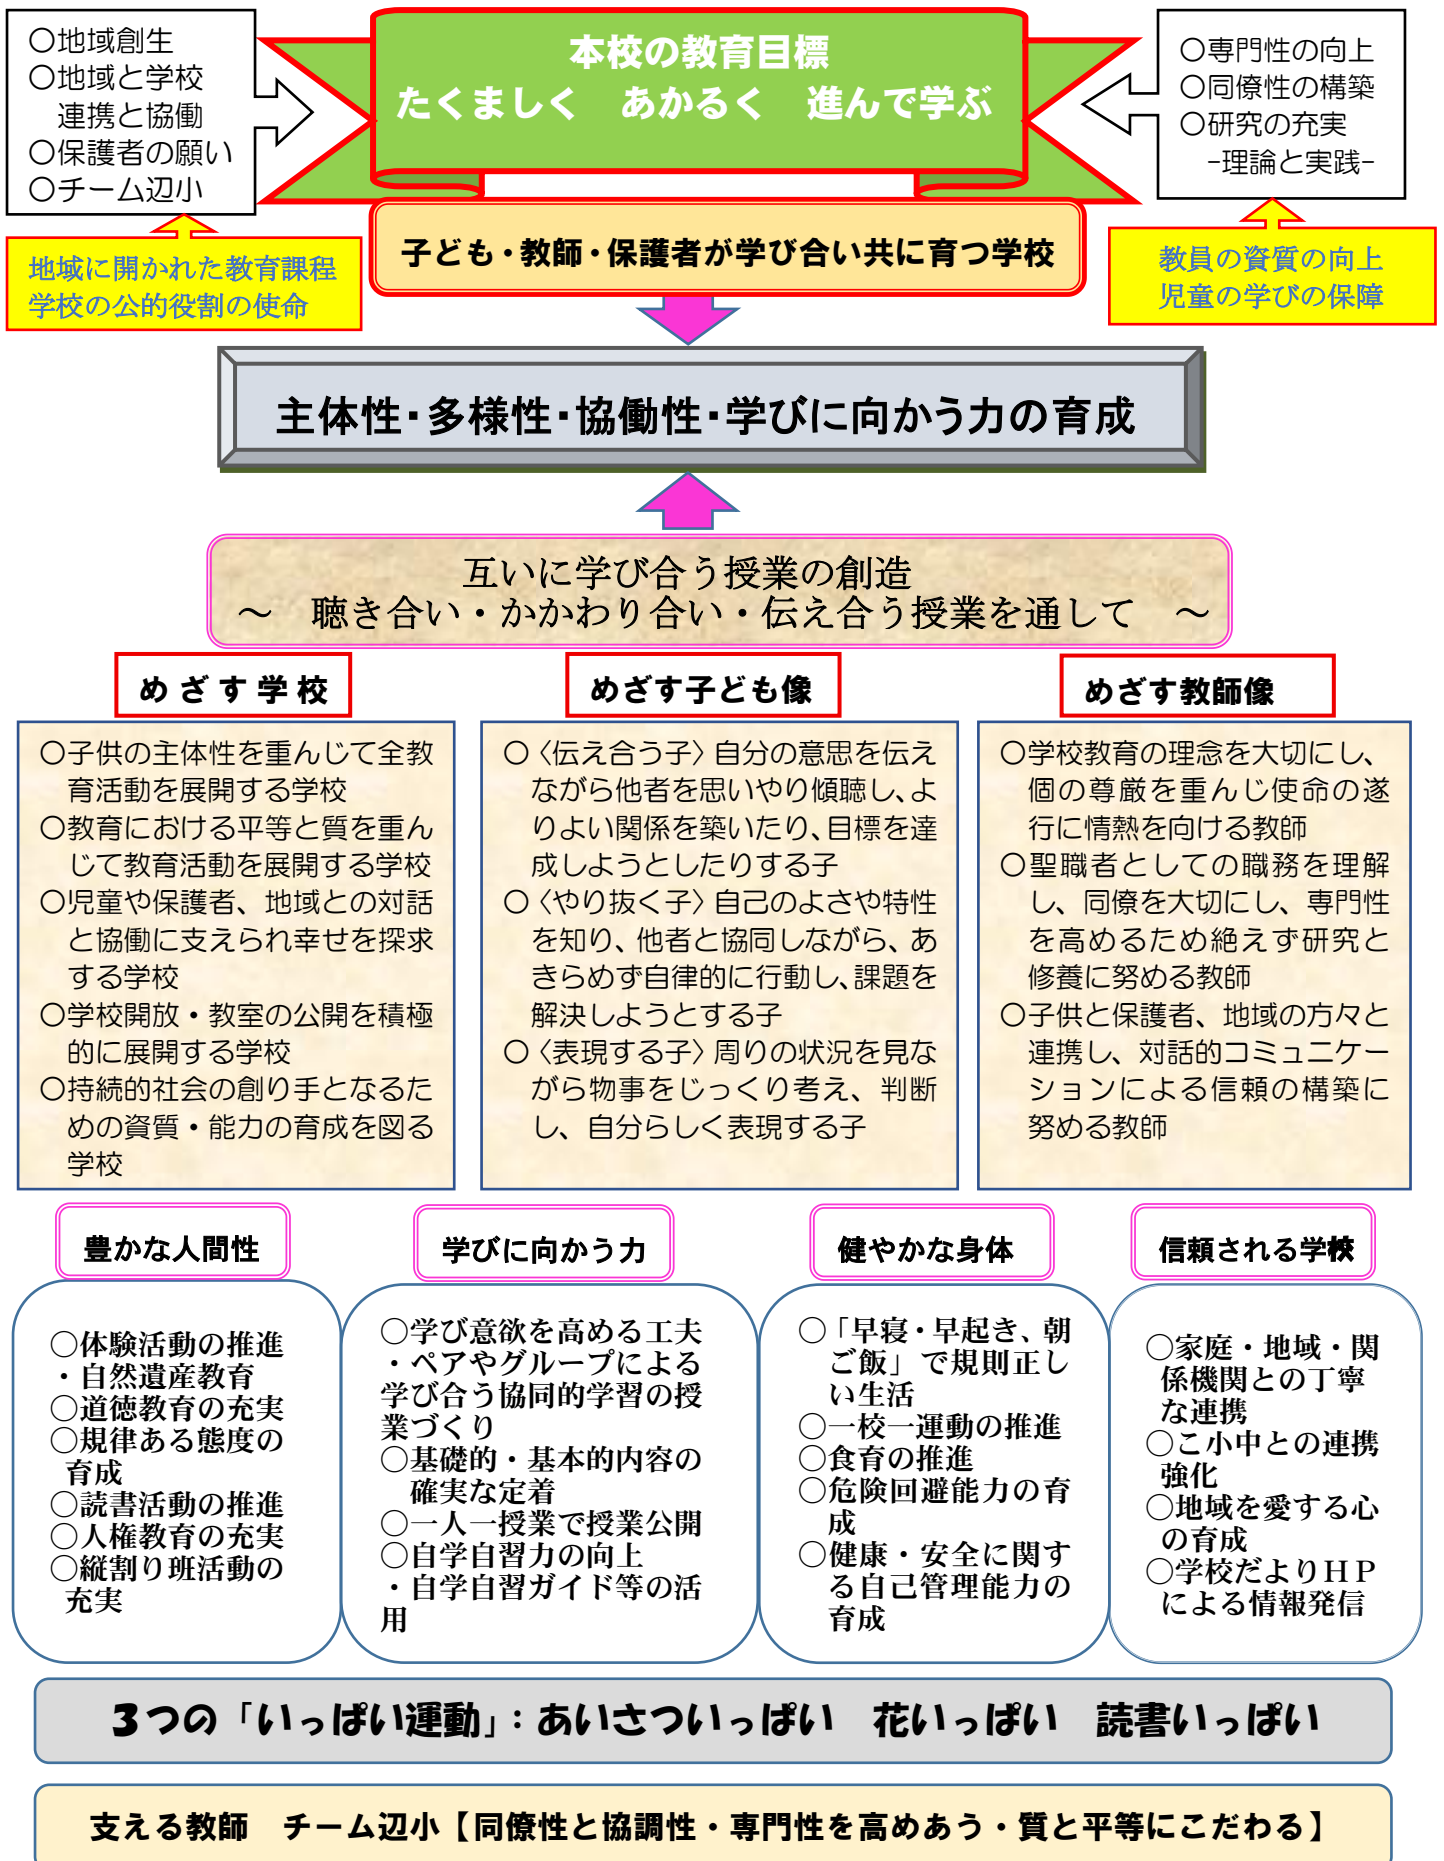 本校の教育目標
たくましく　あかるく　進んで学ぶ
〇地域創生
〇地域と学校
連携と協働
〇保護者の願い
〇チーム辺小
〇専門性の向上
〇同僚性の構築
〇研究の充実
-理論と実践-
地域に開かれた教育課程
学校の公的役割の使命
子ども・教師・保護者が学び合い共に育つ学校
教員の資質の向上
児童の学びの保障
主体性・多様性・協働性・学びに向かう力の育成
互いに学び合う授業の創造
～　聴き合い・かかわり合い・伝え合う授業を通して　～
めざす学校
〇子供の主体性を重んじて全教
育活動を展開する学校
〇教育における平等と質を重ん
じて教育活動を展開する学校
〇児童や保護者、地域との対話
と協働に支えられ幸せを探求
する学校
〇学校開放・教室の公開を積極
的に展開する学校
〇持続的社会の創り手となるた
めの資質・能力の育成を図る
学校
めざす子ども像
〇〈伝え合う子〉自分の意思を伝え
ながら他者を思いやり傾聴し、よ
りよい関係を築いたり、目標を達
成しようとしたりする子
〇〈やり抜く子〉自己のよさや特性
を知り、他者と協同しながら、あ
きらめず自律的に行動し、課題を
解決しようとする子
〇〈表現する子〉周りの状況を見な
がら物事をじっくり考え、判断
し、自分らしく表現する子
めざす教師像
〇学校教育の理念を大切にし、
個の尊厳を重んじ使命の遂
行に情熱を向ける教師
〇聖職者としての職務を理解
し、同僚を大切にし、専門性
を高めるため絶えず研究と
修養に努める教師
〇子供と保護者、地域の方々と
連携し、対話的コミュニケー
ションによる信頼の構築に
努める教師
豊かな人間性
〇体験活動の推進
・自然遺産教育
〇道徳教育の充実
〇規律ある態度の
育成
〇読書活動の推進
〇人権教育の充実
〇縦割り班活動の
充実
学びに向かう力
〇学び意欲を高める工夫
・ペアやグループによる
学び合う協同的学習の授
業づくり
〇基礎的・基本的内容の
確実な定着
〇一人一授業で授業公開
〇自学自習力の向上
・自学自習ガイド等の活
用
健やかな身体
〇「早寝・早起き、朝
ご飯」で規則正し
い生活
〇一校一運動の推進
〇食育の推進
〇危険回避能力の育
成
〇健康・安全に関す
る自己管理能力の
育成
信頼される学校
〇家庭・地域・関
係機関との丁寧
な連携
〇こ小中との連携
強化
〇地域を愛する心
の育成
〇学校だよりＨＰ
による情報発信
３つの「いっぱい運動」：あいさついっぱい　花いっぱい　読書いっぱい
支える教師　チーム辺小【同僚性と協調性・専門性を高めあう・質と平等にこだわる】